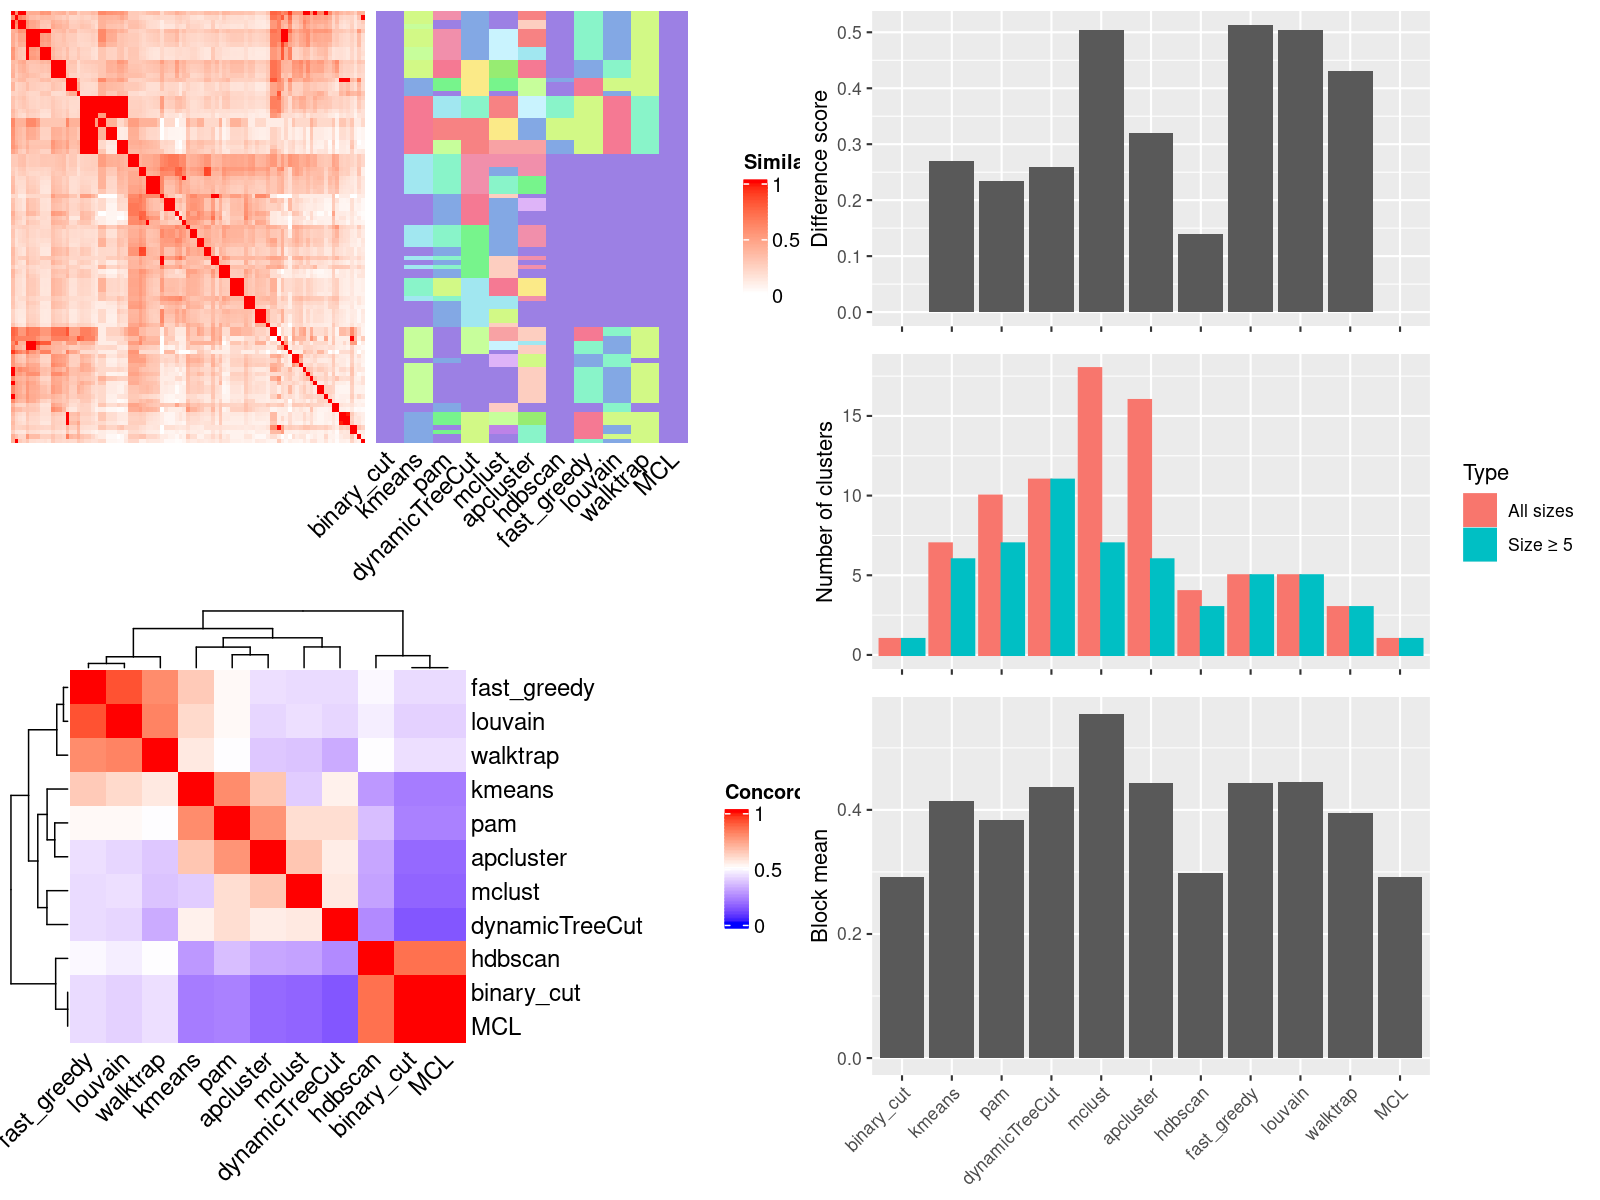 Simila
1
0.5
0
binary_cut
kmeans
pam
dynamicTreeCut
mclust
apcluster
hdbscan
fast_greedy
louvain
walktrap
MCL
fast_greedy
louvain
walktrap
kmeans
pam
apcluster
mclust
dynamicTreeCut
hdbscan
binary_cut
MCL
fast_greedy
louvain
walktrap
kmeans
pam
apcluster
mclust
dynamicTreeCut
hdbscan
binary_cut
MCL
Concord
1
0.5
0
Difference score
0.5
0.4
0.3
0.2
0.1
0.0
Number of clusters
15
10
5
0
Type
All sizes
Size ≥ 5
Block mean
0.4
0.2
0.0
binary_cut
kmeans
pam
dynamicTreeCut
mclust
apcluster
hdbscan
fast_greedy
louvain
walktrap
MCL